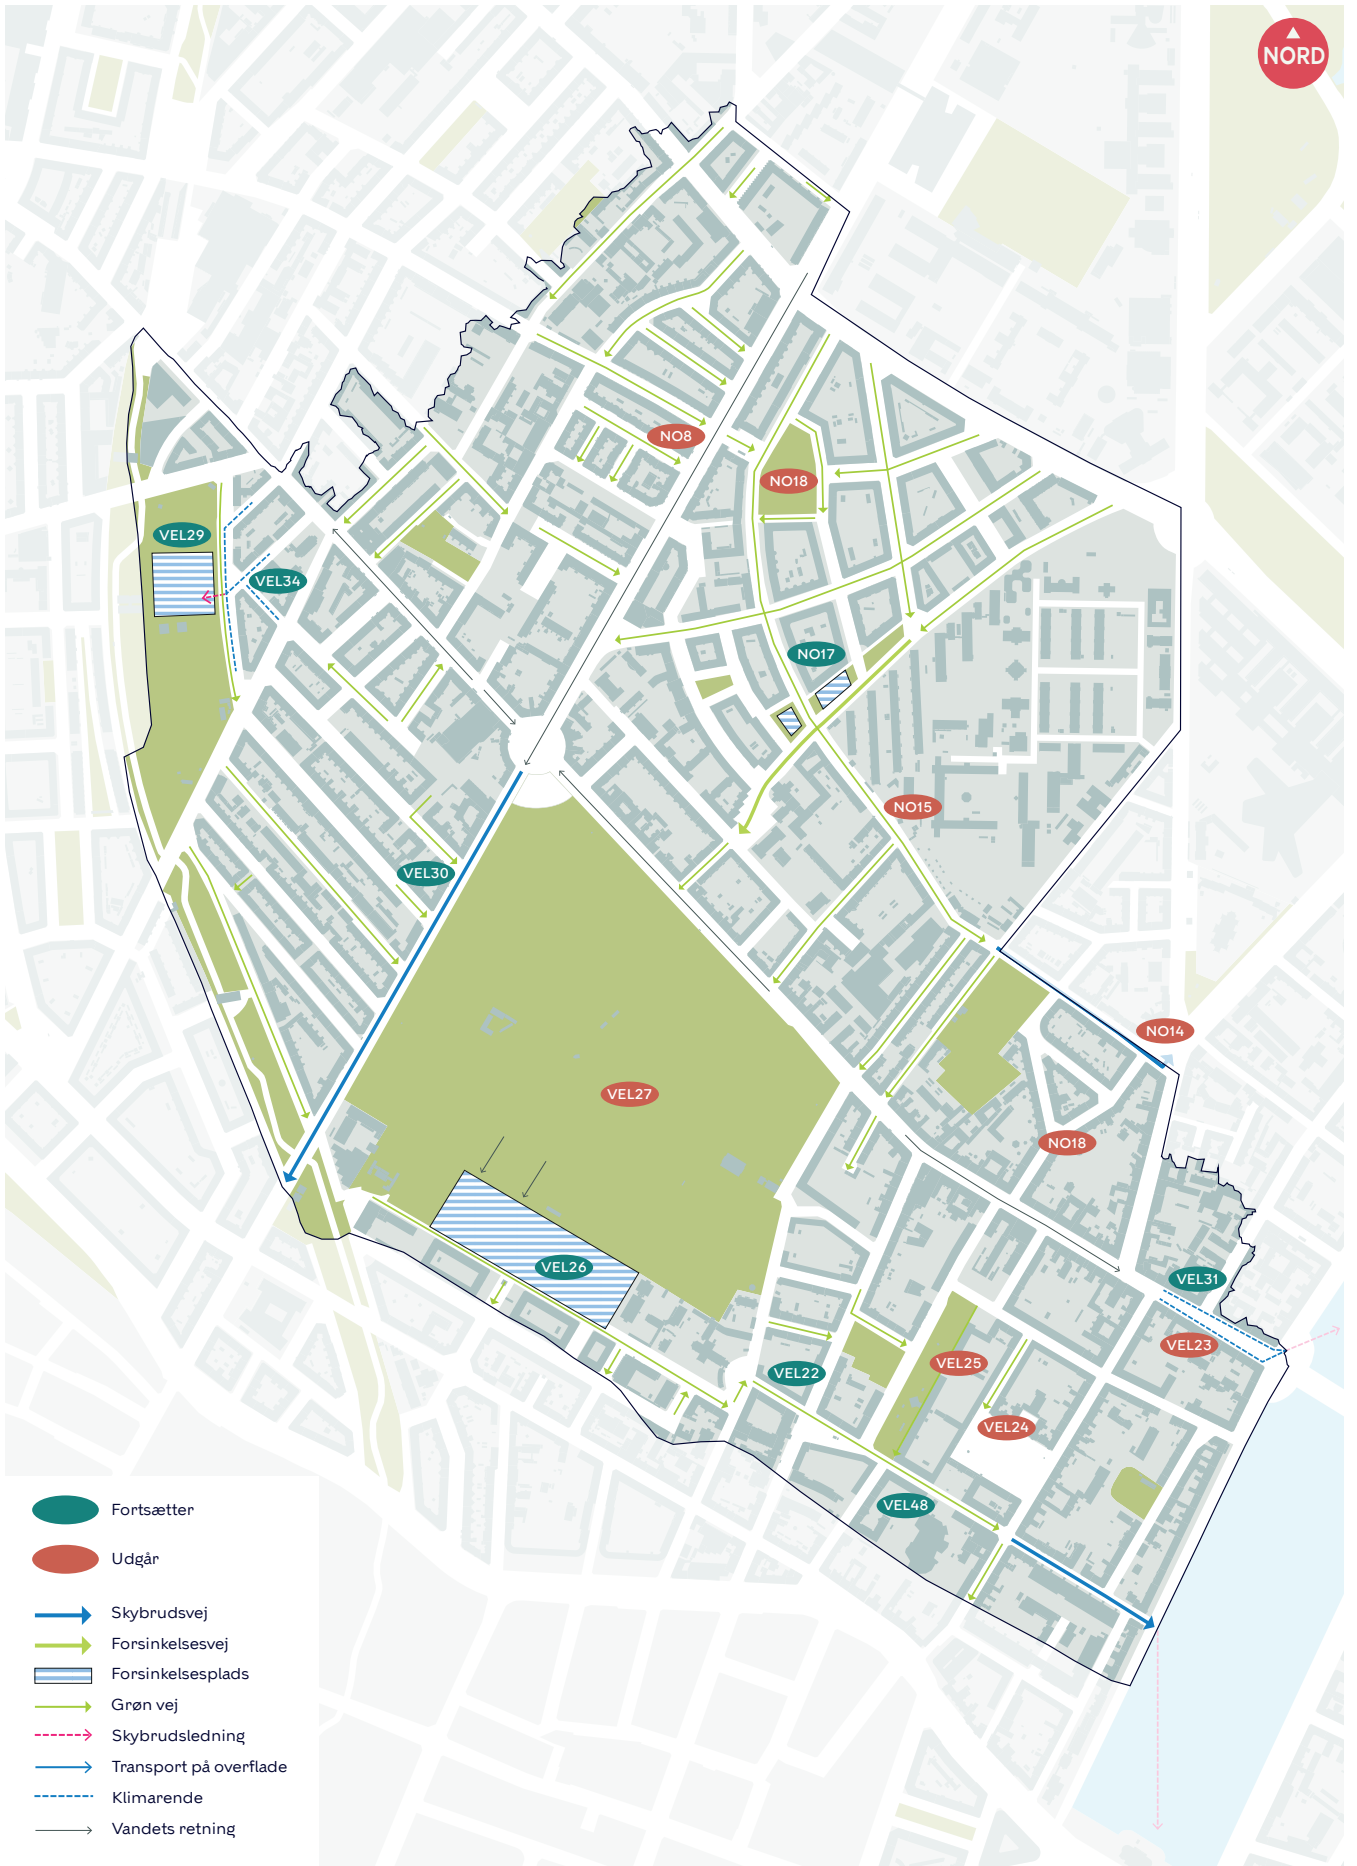 NORD
NO8
NO18
VEL29
VEL34
NO17
NO15
VEL30
NO14
VEL27
NO18
VEL26
VEL31
VEL23
VEL22
VEL25
VEL24
VEL48
Fortsætter
Udgår
Skybrudsvej
Forsinkelsesvej
Forsinkelsesplads
Grøn vej
Skybrudsledning
Transport på overflade
Klimarende
Vandets retning